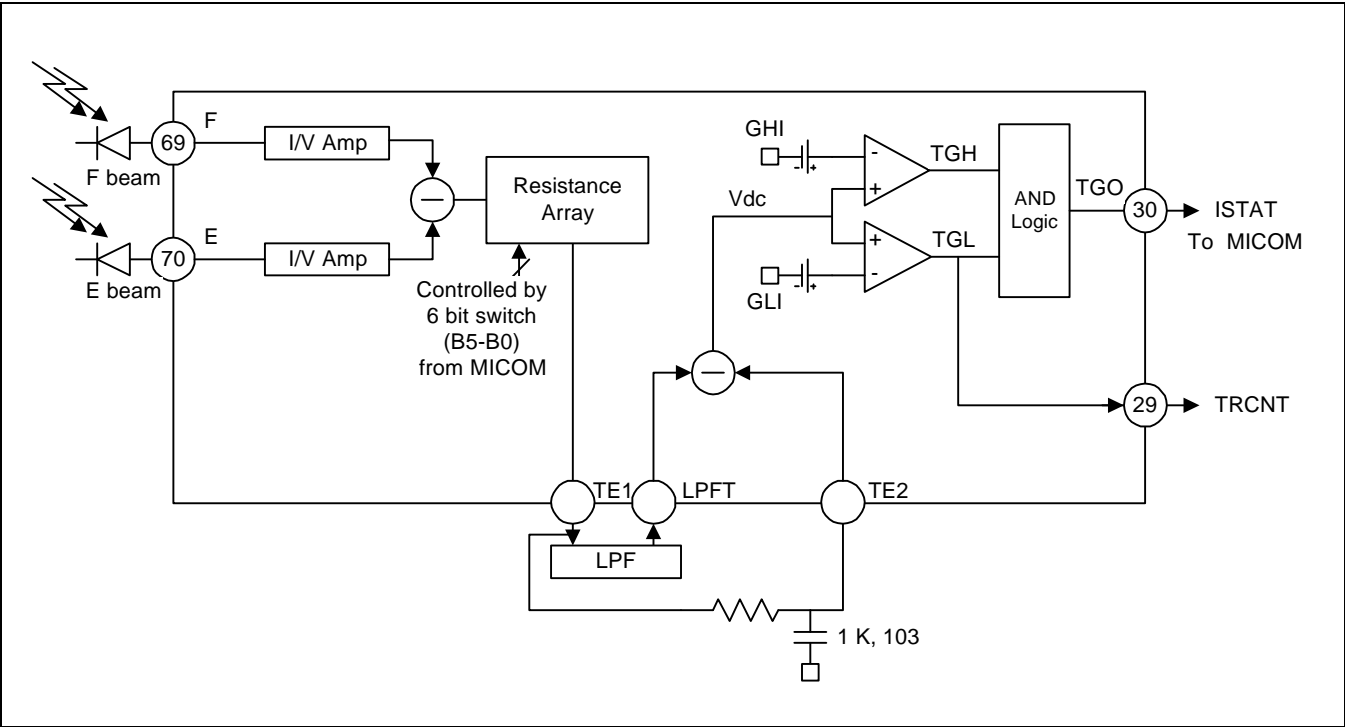 F
69
I/V Amp
F beam
E
70
I/V Amp
E beam
Resistance
Array
Controlled by
6 bit switch
(B5-B0)
from MICOM
GHI
-
+
-
+
TGH
Vdc
+
-
TGL
-
+
GLI
AND
Logic
TGO
30
ISTAT
To MICOM
29
TRCNT
TE1
LPFT
TE2
LPF
1 K, 103